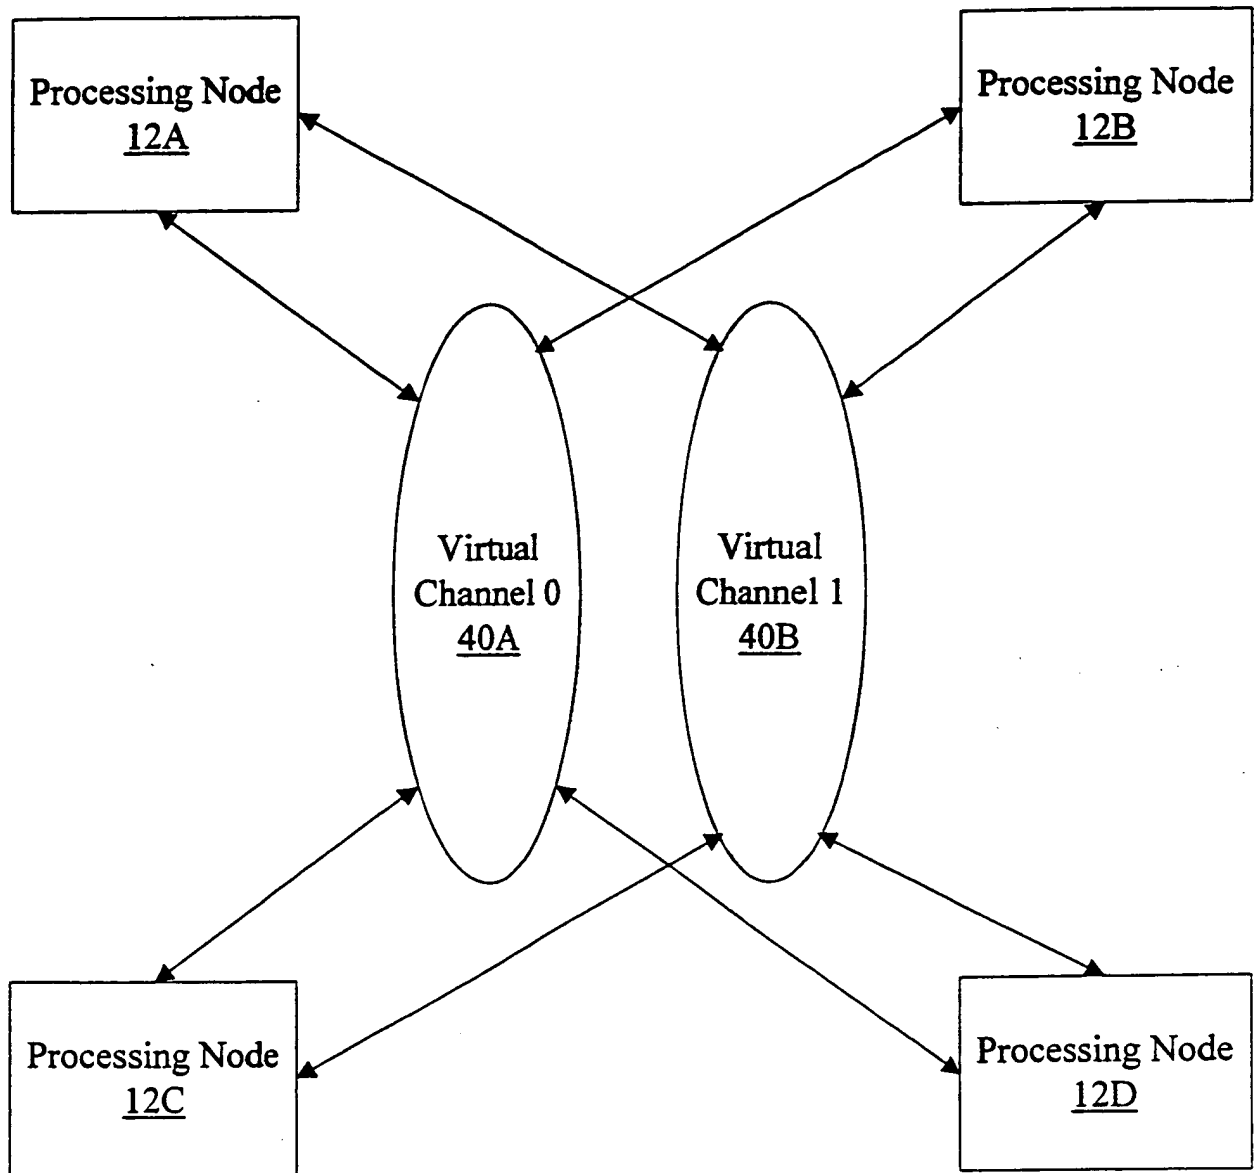 Processing Node
12A
Processing Node
12B
Virtual
Channel 0
40A
Virtual
Channel 1
40B
Processing Node
12C
Processing Node
12D